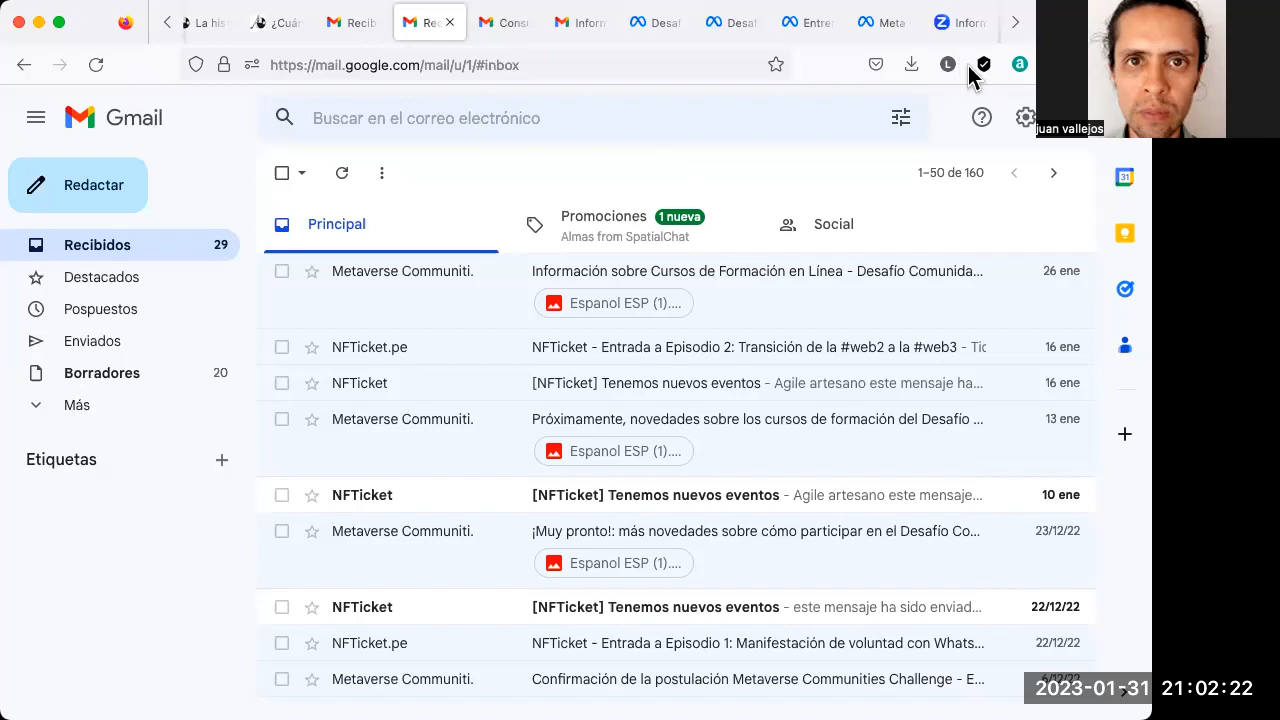 La his
¿Cuán
Recib
Rec
Consu
Inform
Desaf
Desaf
Entre
Meta
Inform
https://mail.google.com/mail/u/1/#inbox
juan vallejos
Gmail
Buscar en el correo electrónico
Redactar
1–50 de 160
Principal
Promociones 1 nueva
Almas from SpatialChat
Social
31
Recibidos 29
Destacados
Pospuestos
Enviados
Borradores 20
Más
Etiquetas
Metaverse Communiti. Información sobre Cursos de Formación en Línea - Desafío Comunida... 26 ene
Espanol ESP (1)....
NFTicket.pe NFTicket - Entrada a Episodio 2: Transición de la #web2 a la #web3 - Tic 16 ene
NFTicket [NFTicket] Tenemos nuevos eventos - Agile artesano este mensaje ha... 16 ene
Metaverse Communiti. Próximamente, novedades sobre los cursos de formación del Desafío ... 13 ene
Espanol ESP (1)....
NFTicket [NFTicket] Tenemos nuevos eventos - Agile artesano este mensaje... 10 ene
Metaverse Communiti. ¡Muy pronto!: más novedades sobre cómo participar en el Desafío Co... 23/12/22
Espanol ESP (1)....
NFTicket [NFTicket] Tenemos nuevos eventos - este mensaje ha sido enviad... 22/12/22
NFTicket.pe NFTicket - Entrada a Episodio 1: Manifestación de voluntad con Whats... 22/12/22
Metaverse Communiti. Confirmación de la postulación Metaverse Communities Challenge - E... 6/12/22
2023-01-31 21:02:22